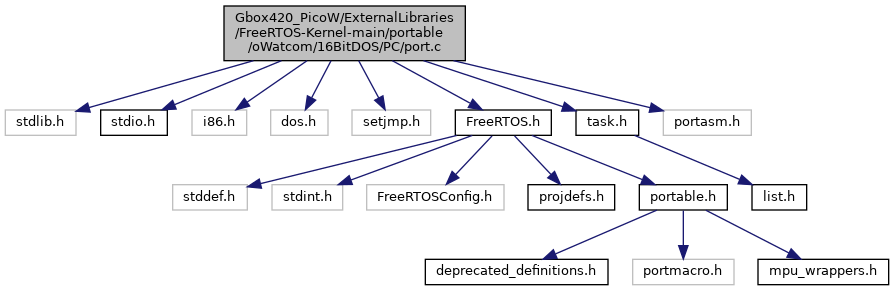 Gbox420_PicoW/ExternalLibraries
/FreeRTOS-Kernel-main/portable
/oWatcom/16BitDOS/PC/port.c
stdlib.h
stdio.h
i86.h
dos.h
setjmp.h
FreeRTOS.h
task.h
portasm.h
stddef.h
stdint.h
FreeRTOSConfig.h
projdefs.h
portable.h
list.h
deprecated_definitions.h
portmacro.h
mpu_wrappers.h